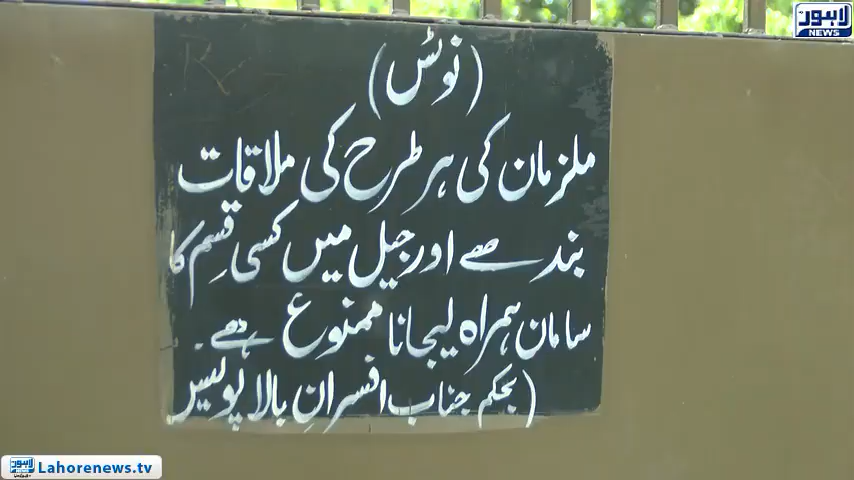 لاہور
NEWS
(نوٹس)
ملزمان کی ہر طرح کی ملاقات
بند ہے اور جیل میں کسی قسم کا
سامان ہمراہ لیجانا ممنوع ہے۔
(بحکم جناب افسرانِ بالا پولیس
لاہور
Lahorenews.tv